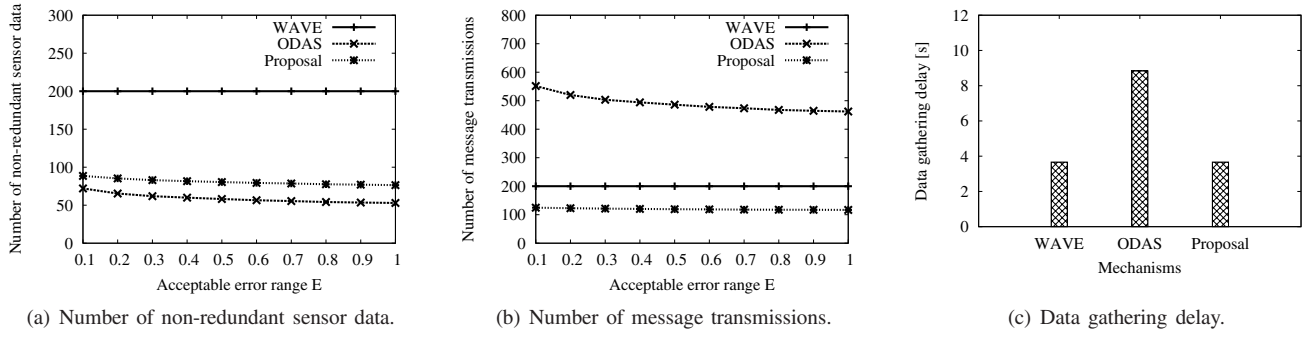 Number of non-redundant sensor data
300
250
200
150
100
50
0
WAVE
ODAS
Proposal
0.1 0.2 0.3 0.4 0.5 0.6 0.7 0.8 0.9 1
Acceptable error range E
(a) Number of non-redundant sensor data.
Number of message transmissions
800
700
600
500
400
300
200
100
0
WAVE
ODAS
Proposal
0.1 0.2 0.3 0.4 0.5 0.6 0.7 0.8 0.9 1
Acceptable error range E
(b) Number of message transmissions.
Data gathering delay [s]
12
10
8
6
4
2
0
WAVE ODAS Proposal
Mechanisms
(c) Data gathering delay.